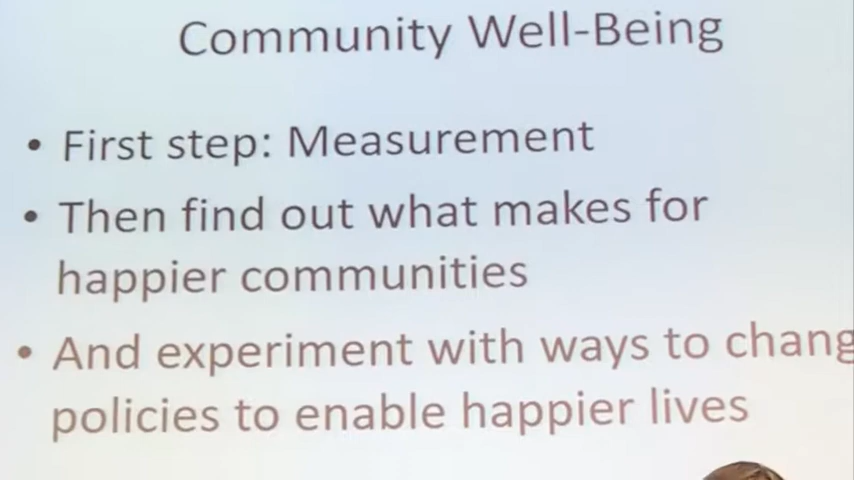 Community Well-Being
• First step: Measurement
• Then find out what makes for
happier communities
• And experiment with ways to chang
policies to enable happier lives